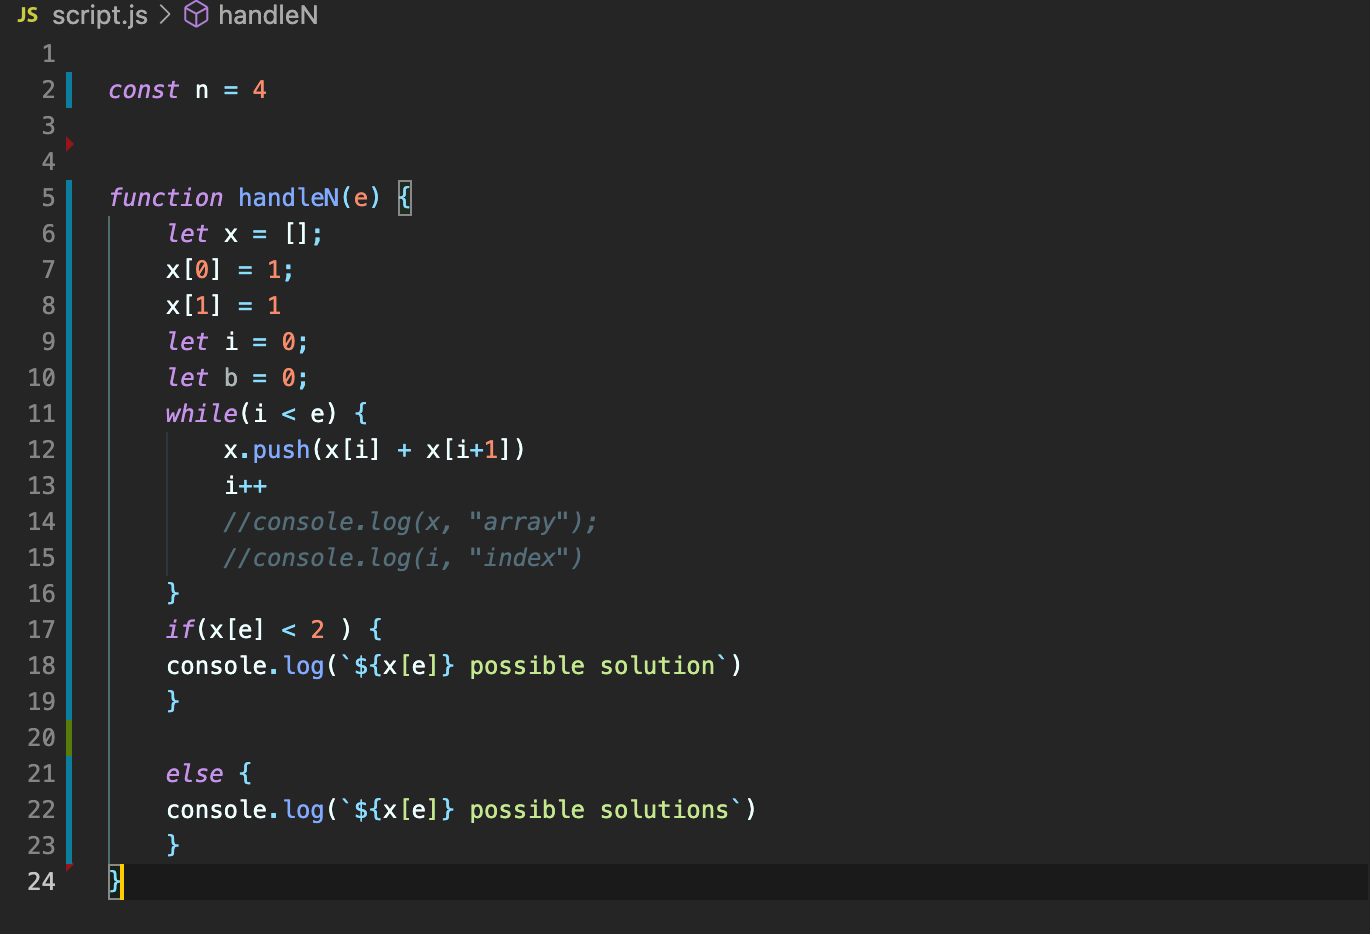 JS script.js > handleN
1
2 const n = 4
3
4
5 function handleN(e) {
6 let x = [];
7 x[0] = 1;
8 x[1] = 1
9 let i = 0;
10 let b = 0;
11 while(i < e) {
12 x.push(x[i] + x[i+1])
13 i++
14 //console.log(x, "array");
15 //console.log(i, "index")
16 }
17 if(x[e] < 2 ) {
18 console.log(`${x[e]} possible solution`)
19 }
20
21 else {
22 console.log(`${x[e]} possible solutions`)
23 }
24 }